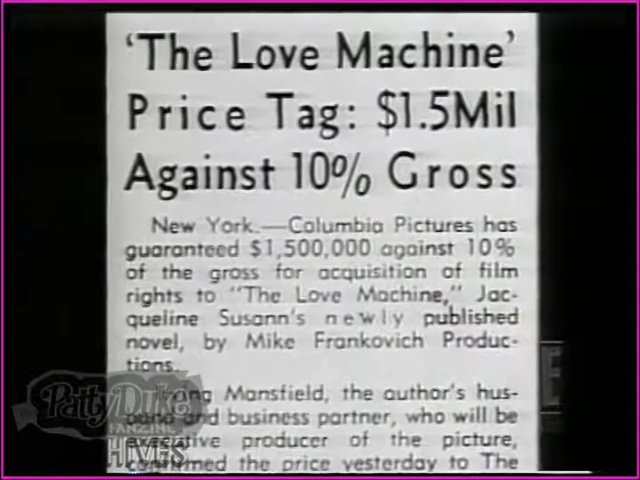 'The Love Machine'
Price Tag: $1.5Mil
Against 10% Gross
New York.—Columbia Pictures has
guaranteed $1,500,000 against 10%
of the gross for acquisition of film
rights to "The Love Machine," Jac-
queline Susann's newly published
novel, by Mike Frankovich Produc-
tions.
Mansfield, the author's hus-
and business partner, who will be
producer of the picture,
the price yesterday to The
Patty Duke
FANZINE